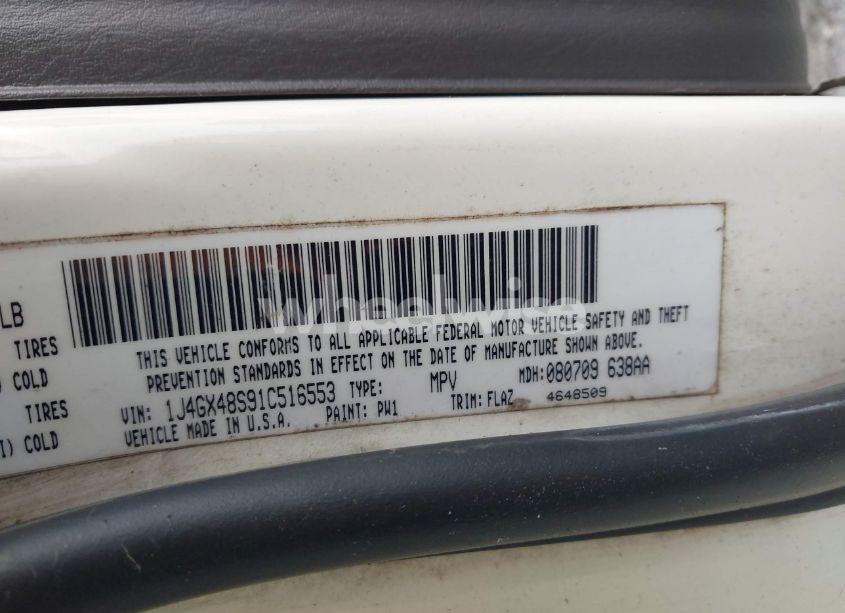 LB
TIRES
COLD
TIRES
I) COLD
wheelwise
THIS VEHICLE CONFORMS TO ALL APPLICABLE FEDERAL MOTOR VEHICLE SAFETY AND THEFT
PREVENTION STANDARDS IN EFFECT ON THE DATE OF MANUFACTURE SHOWN ABOVE.
VIN: 1J4GX48S91C516553 TYPE: MPV MDH:080709 638AA
VEHICLE MADE IN U.S.A. PAINT: PW1 TRIM:FLAZ 4648509